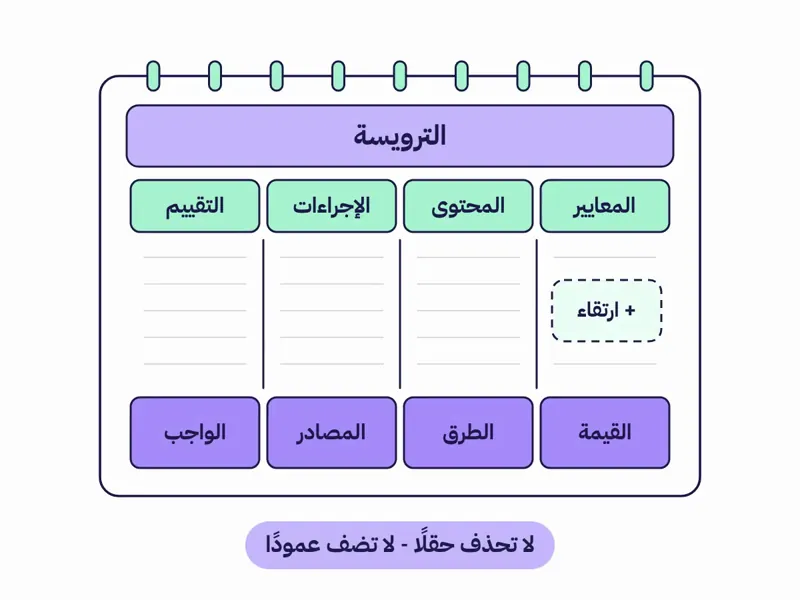 الترويسة
المعايير
المحتوى
الإجراءات
التقييم
+ ارتقاء
القيمة
الطرق
المصادر
الواجب
لا تحذف حقلًا - لا تضف عمودًا